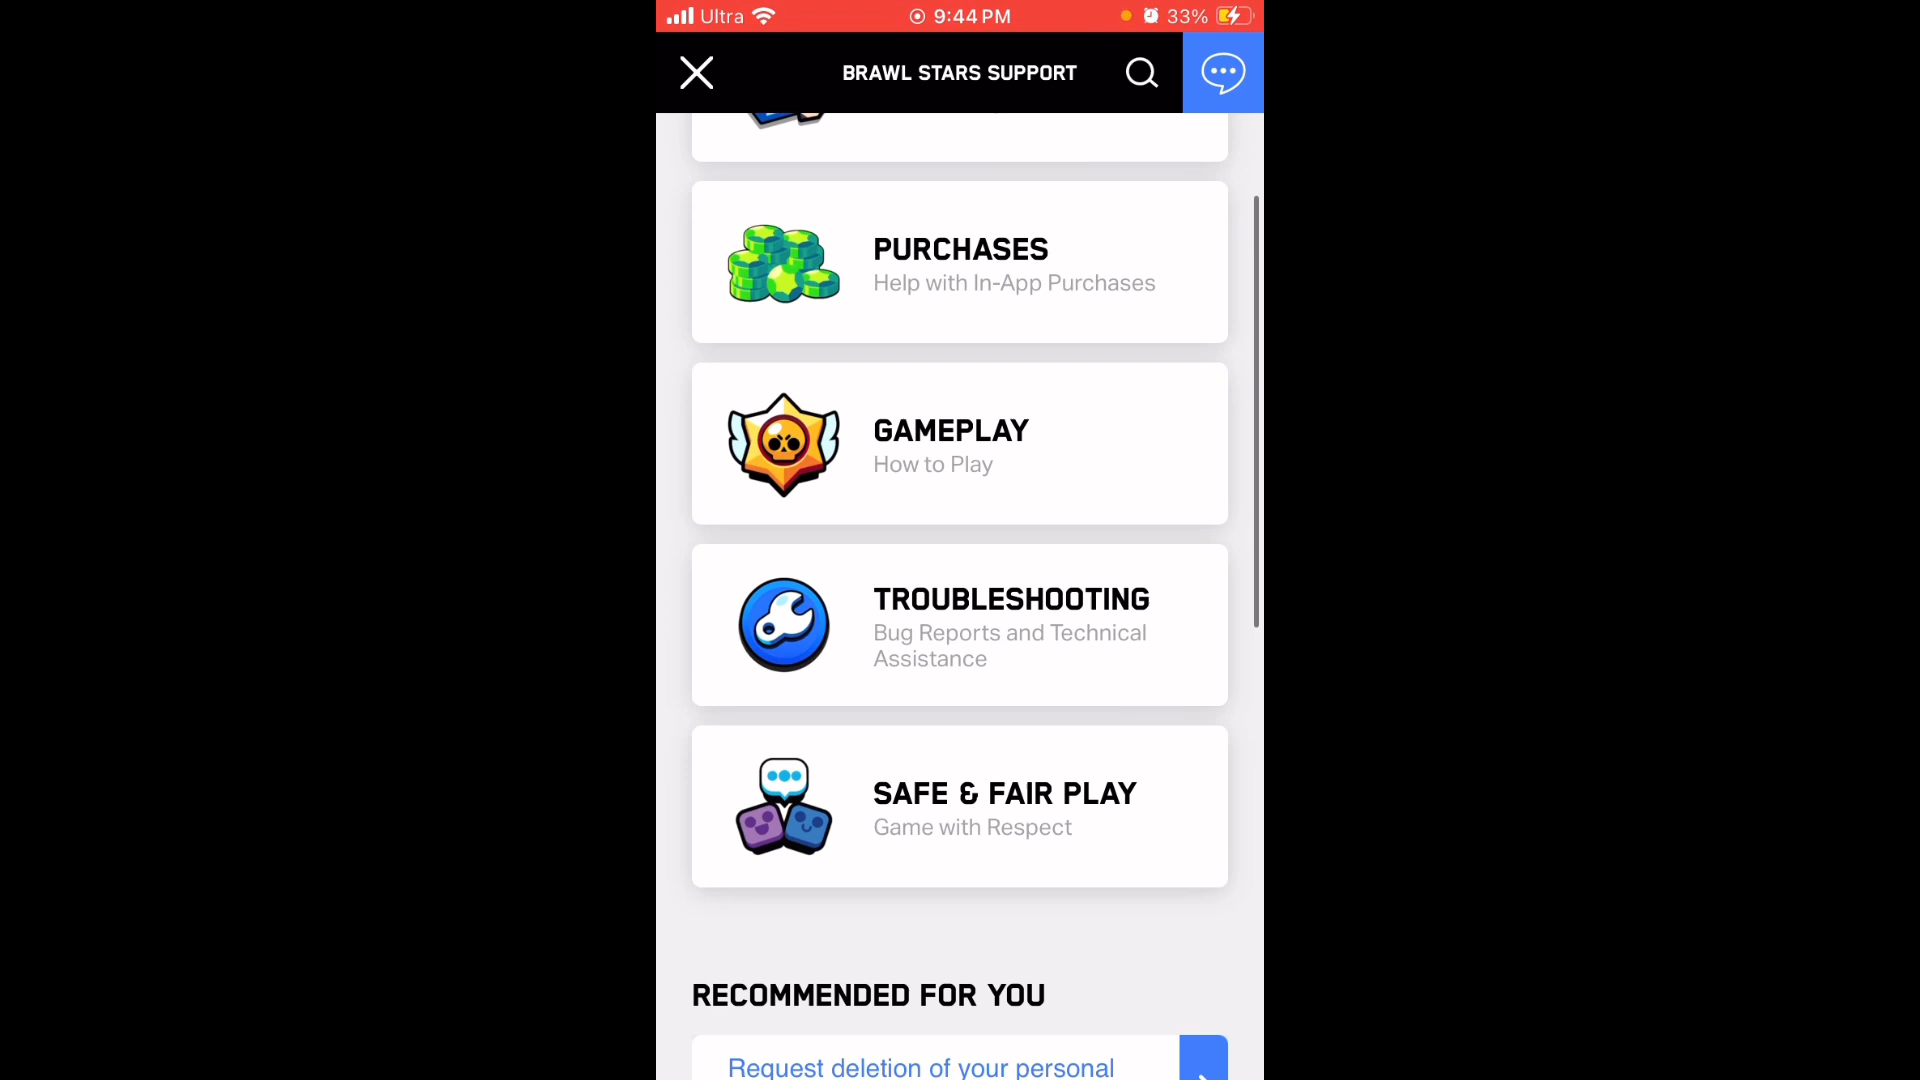 Ultra 9:44 PM 33%
BRAWL STARS SUPPORT
PURCHASES
Help with In-App Purchases
GAMEPLAY
How to Play
TROUBLESHOOTING
Bug Reports and Technical
Assistance
SAFE & FAIR PLAY
Game with Respect
RECOMMENDED FOR YOU
Request deletion of your personal